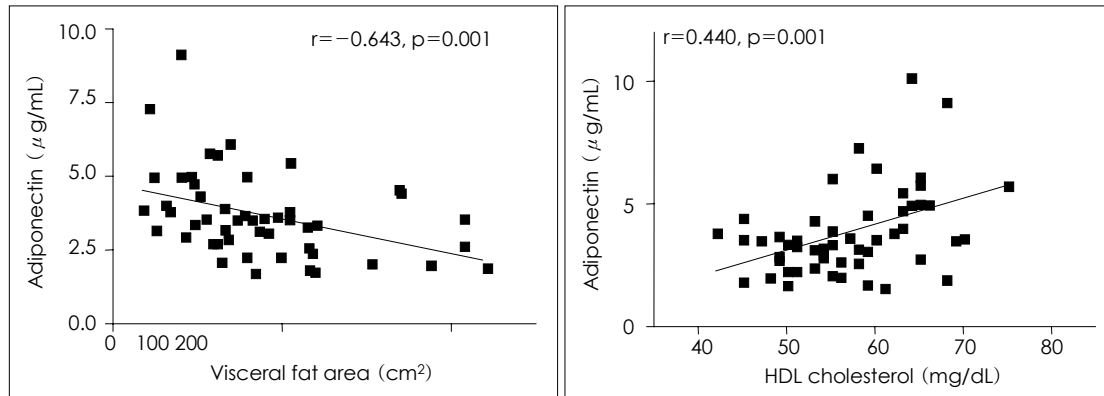 10.0
7.5
5.0
2.5
0.0
0 100 200
Adiponectin (μg/mL)
Visceral fat area (cm²)
r=−0.643, p=0.001
10
5
0
40 50 60 70 80
Adiponectin (μg/mL)
HDL cholesterol (mg/dL)
r=0.440, p=0.001